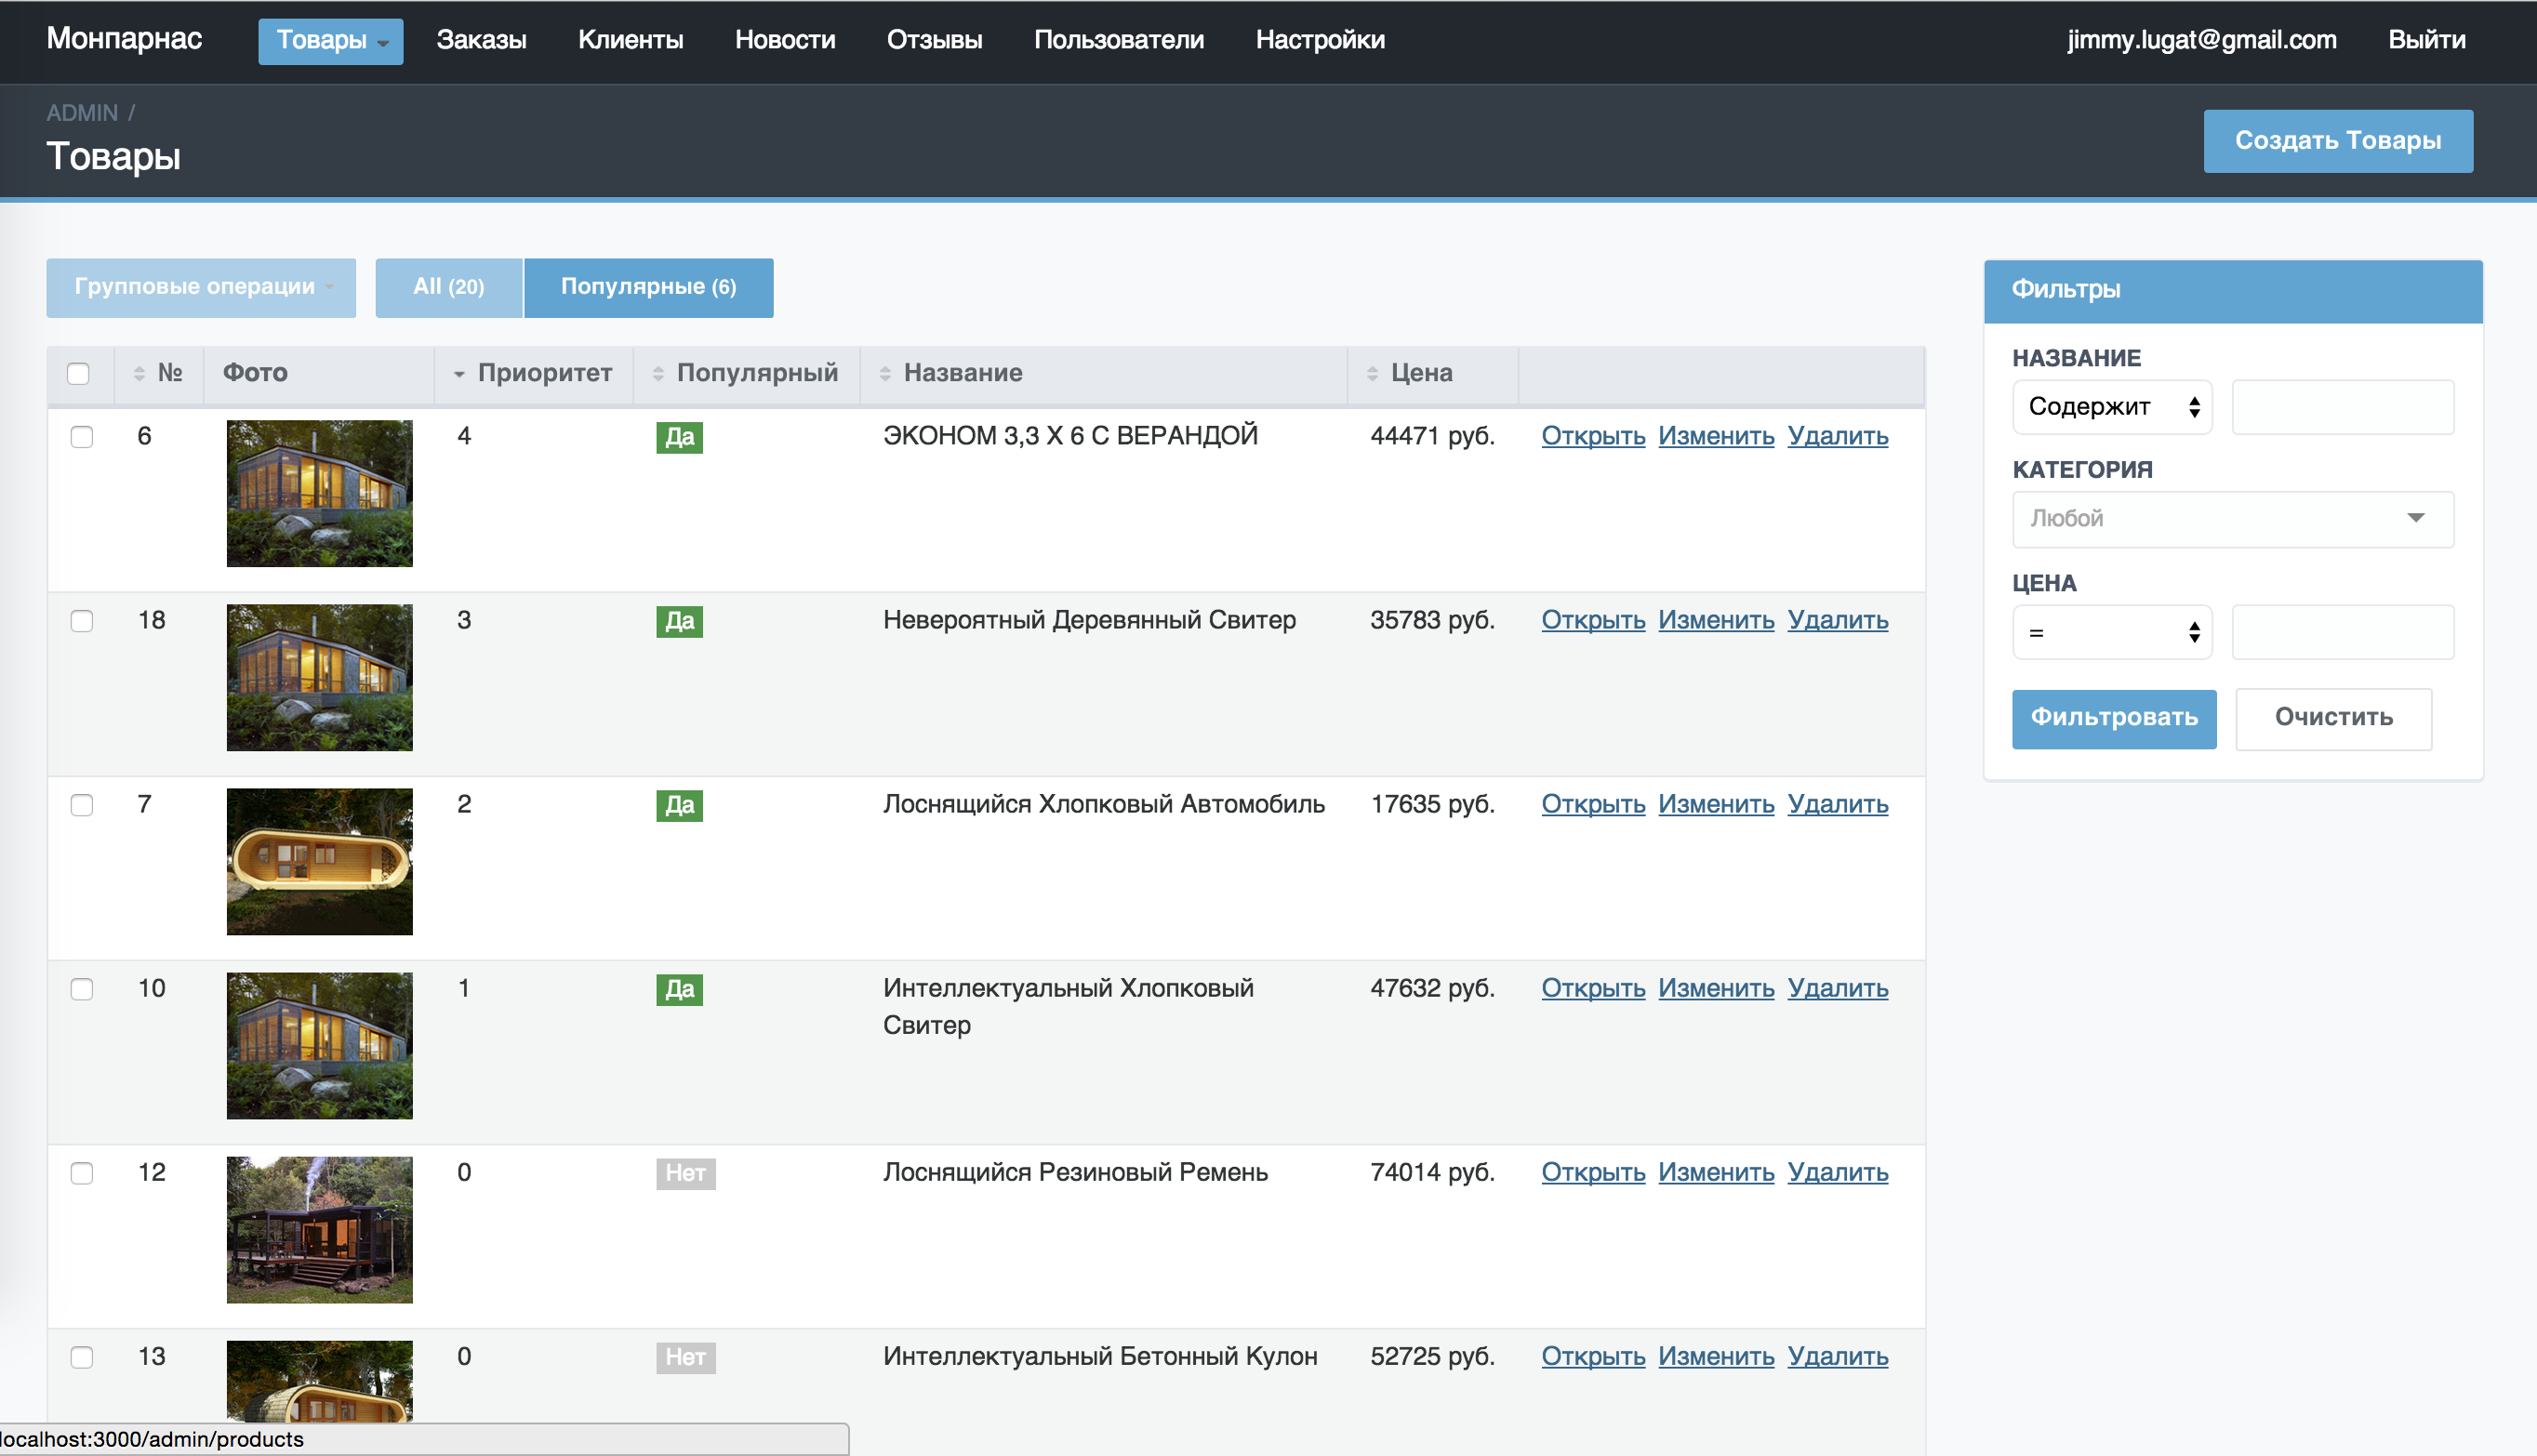 Монпарнас Товары Заказы Клиенты Новости Отзывы Пользователи Настройки jimmy.lugat@gmail.com Выйти
ADMIN /
Товары
Создать Товары
Групповые операции All (20) Популярные (6)
№ Фото Приоритет Популярный Название Цена
6 4 Да ЭКОНОМ 3,3 Х 6 С ВЕРАНДОЙ 44471 руб. Открыть Изменить Удалить
18 3 Да Невероятный Деревянный Свитер 35783 руб. Открыть Изменить Удалить
7 2 Да Лоснящийся Хлопковый Автомобиль 17635 руб. Открыть Изменить Удалить
10 1 Да Интеллектуальный Хлопковый 47632 руб. Открыть Изменить Удалить
Свитер
12 0 Нет Лоснящийся Резиновый Ремень 74014 руб. Открыть Изменить Удалить
13 0 Нет Интеллектуальный Бетонный Кулон 52725 руб. Открыть Изменить Удалить
Фильтры
НАЗВАНИЕ
Содержит
КАТЕГОРИЯ
Любой
ЦЕНА
=
Фильтровать Очистить
localhost:3000/admin/products